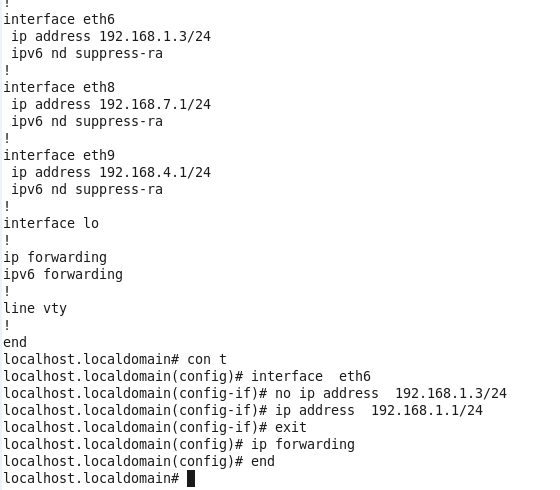 !
interface eth6
 ip address 192.168.1.3/24
 ipv6 nd suppress-ra
!
interface eth8
 ip address 192.168.7.1/24
 ipv6 nd suppress-ra
!
interface eth9
 ip address 192.168.4.1/24
 ipv6 nd suppress-ra
!
interface lo
!
ip forwarding
ipv6 forwarding
!
line vty
!
end
localhost.localdomain# con t
localhost.localdomain(config)# interface  eth6
localhost.localdomain(config-if)# no ip address  192.168.1.3/24
localhost.localdomain(config-if)# ip address  192.168.1.1/24
localhost.localdomain(config-if)# exit
localhost.localdomain(config)# ip forwarding
localhost.localdomain(config)# end
localhost.localdomain#